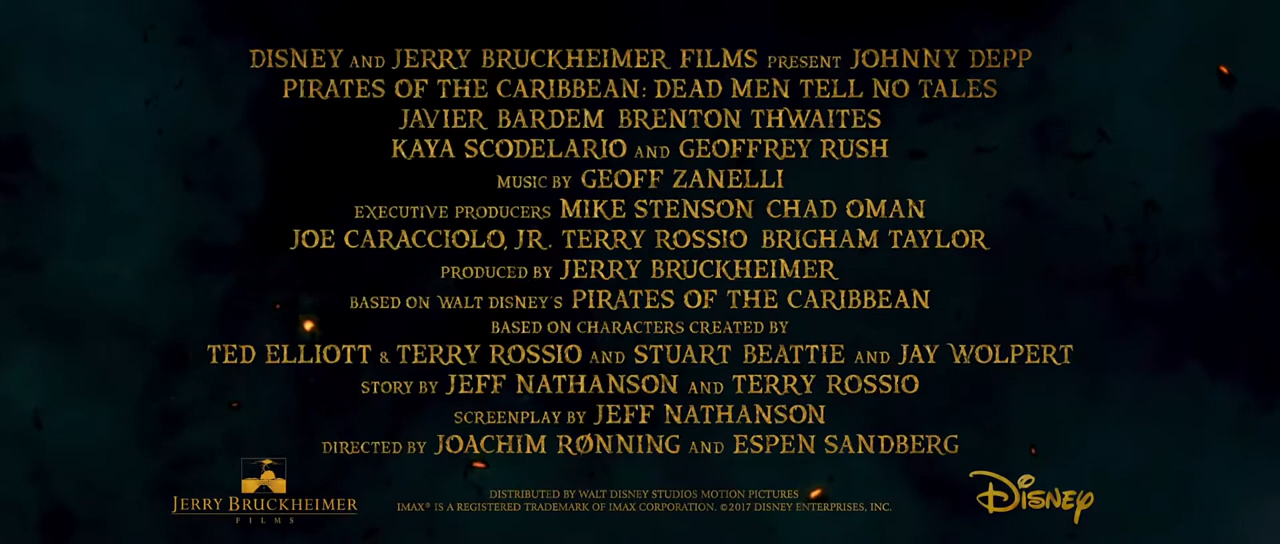 DISNEY AND JERRY BRUCKHEIMER FILMS PRESENT JOHNNY DEPP
PIRATES OF THE CARIBBEAN: DEAD MEN TELL NO TALES
JAVIER BARDEM BRENTON THWAITES
KAYA SCODELARIO AND GEOFFREY RUSH
MUSIC BY GEOFF ZANELLI
EXECUTIVE PRODUCERS MIKE STENSON CHAD OMAN
JOE CARACCIOLO, JR. TERRY ROSSIO BRIGHAM TAYLOR
PRODUCED BY JERRY BRUCKHEIMER
BASED ON WALT DISNEY'S PIRATES OF THE CARIBBEAN
BASED ON CHARACTERS CREATED BY
TED ELLIOTT & TERRY ROSSIO AND STUART BEATTIE AND JAY WOLPERT
STORY BY JEFF NATHANSON AND TERRY ROSSIO
SCREENPLAY BY JEFF NATHANSON
DIRECTED BY JOACHIM RØNNING AND ESPEN SANDBERG
JERRY BRUCKHEIMER
FILMS
DISTRIBUTED BY WALT DISNEY STUDIOS MOTION PICTURES
IMAX® IS A REGISTERED TRADEMARK OF IMAX CORPORATION. ©2017 DISNEY ENTERPRISES, INC.
DISNEY